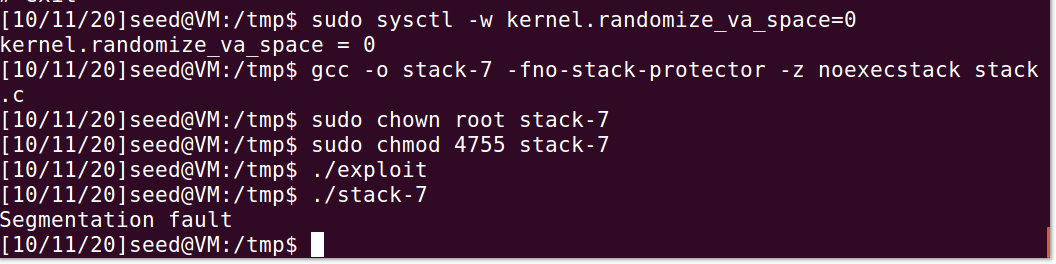 [10/11/20]seed@VM:/tmp$ sudo sysctl -w kernel.randomize_va_space=0
kernel.randomize_va_space = 0
[10/11/20]seed@VM:/tmp$ gcc -o stack-7 -fno-stack-protector -z noexecstack stack
.c
[10/11/20]seed@VM:/tmp$ sudo chown root stack-7
[10/11/20]seed@VM:/tmp$ sudo chmod 4755 stack-7
[10/11/20]seed@VM:/tmp$ ./exploit
[10/11/20]seed@VM:/tmp$ ./stack-7
Segmentation fault
[10/11/20]seed@VM:/tmp$